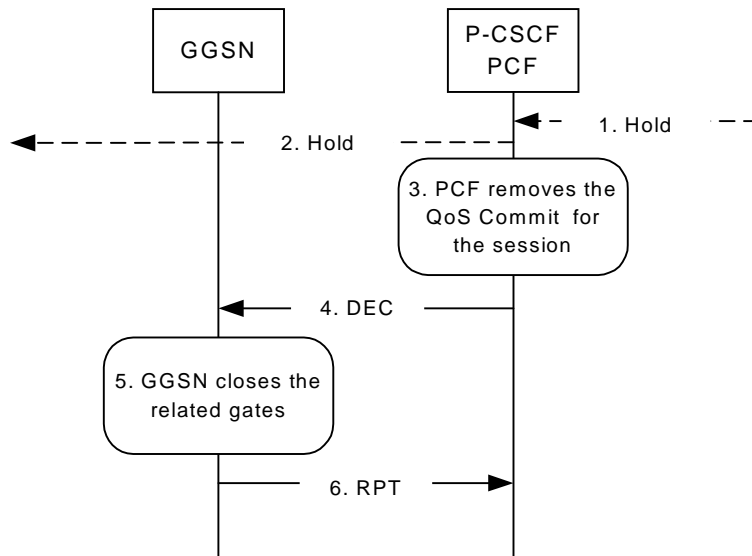 GGSN
P-CSCF
PCF
1. Hold
2. Hold
3. PCF removes the
QoS Commit for
the session
4. DEC
5. GGSN closes the
related gates
6. RPT